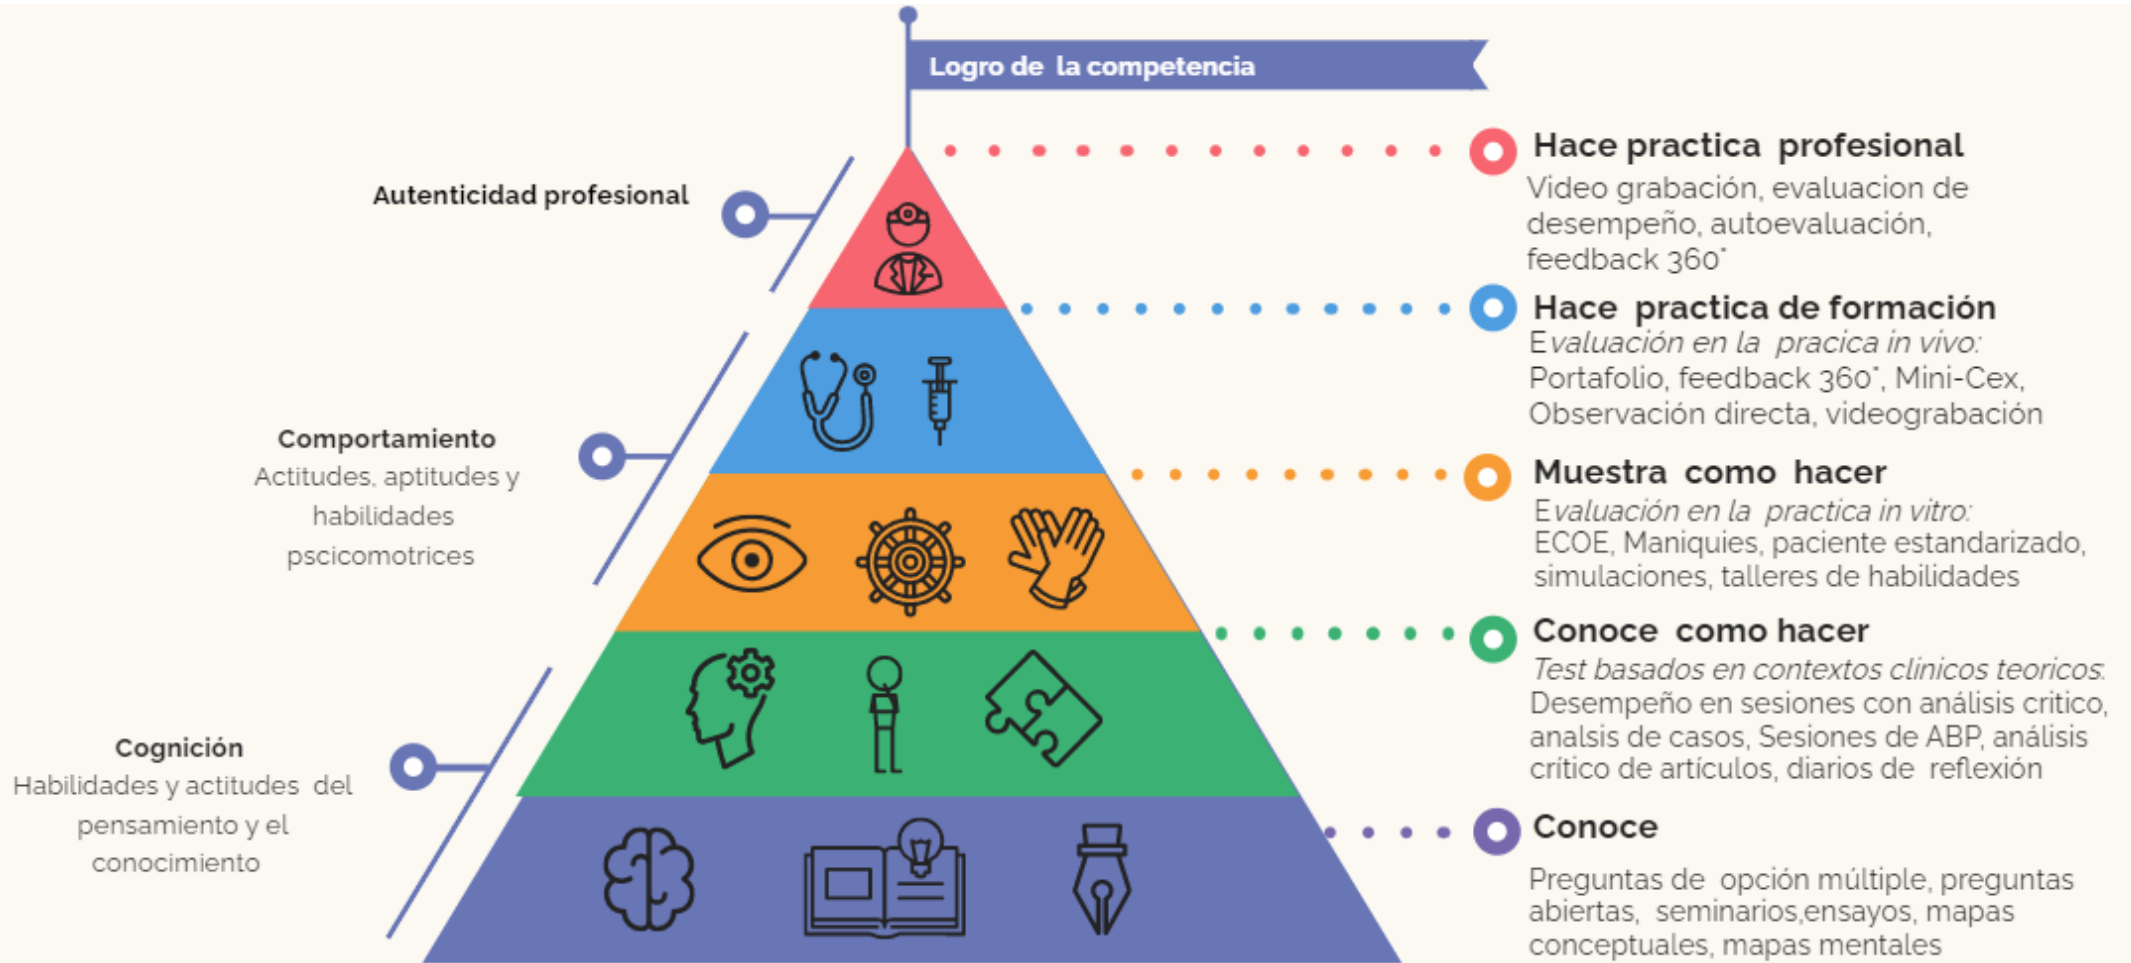 Logro de la competencia
Autenticidad profesional
Hace practica profesional
Video grabación, evaluacion de
desempeño, autoevaluación,
feedback 360°
Hace practica de formación
Evaluación en la pracica in vivo:
Portafolio, feedback 360°, Mini-Cex,
Observación directa, videograbación
Comportamiento
Actitudes, aptitudes y
habilidades
pscicomotrices
Muestra como hacer
Evaluación en la practica in vitro:
ECOE, Maniquies, paciente estandarizado,
simulaciones, talleres de habilidades
Conoce como hacer
Test basados en contextos clinicos teoricos:
Desempeño en sesiones con análisis critico,
analsis de casos, Sesiones de ABP, análisis
crítico de artículos, diarios de reflexión
Cognición
Habilidades y actitudes del
pensamiento y el
conocimiento
Conoce
Preguntas de opción múltiple, preguntas
abiertas, seminarios,ensayos, mapas
conceptuales, mapas mentales